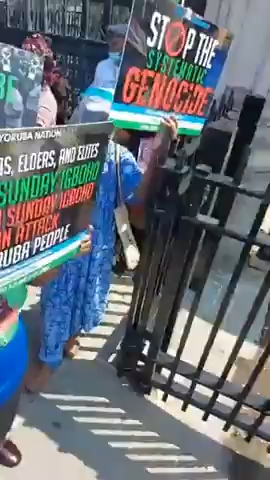 STOP THE
SYSTEMATIC
GENOCIDE
YORUBA NATION
S, ELDERS, AND ELITES
SUNDAY IGBOHO
SUNDAY IGBOHO
N ATTACK
RUBA PEOPLE